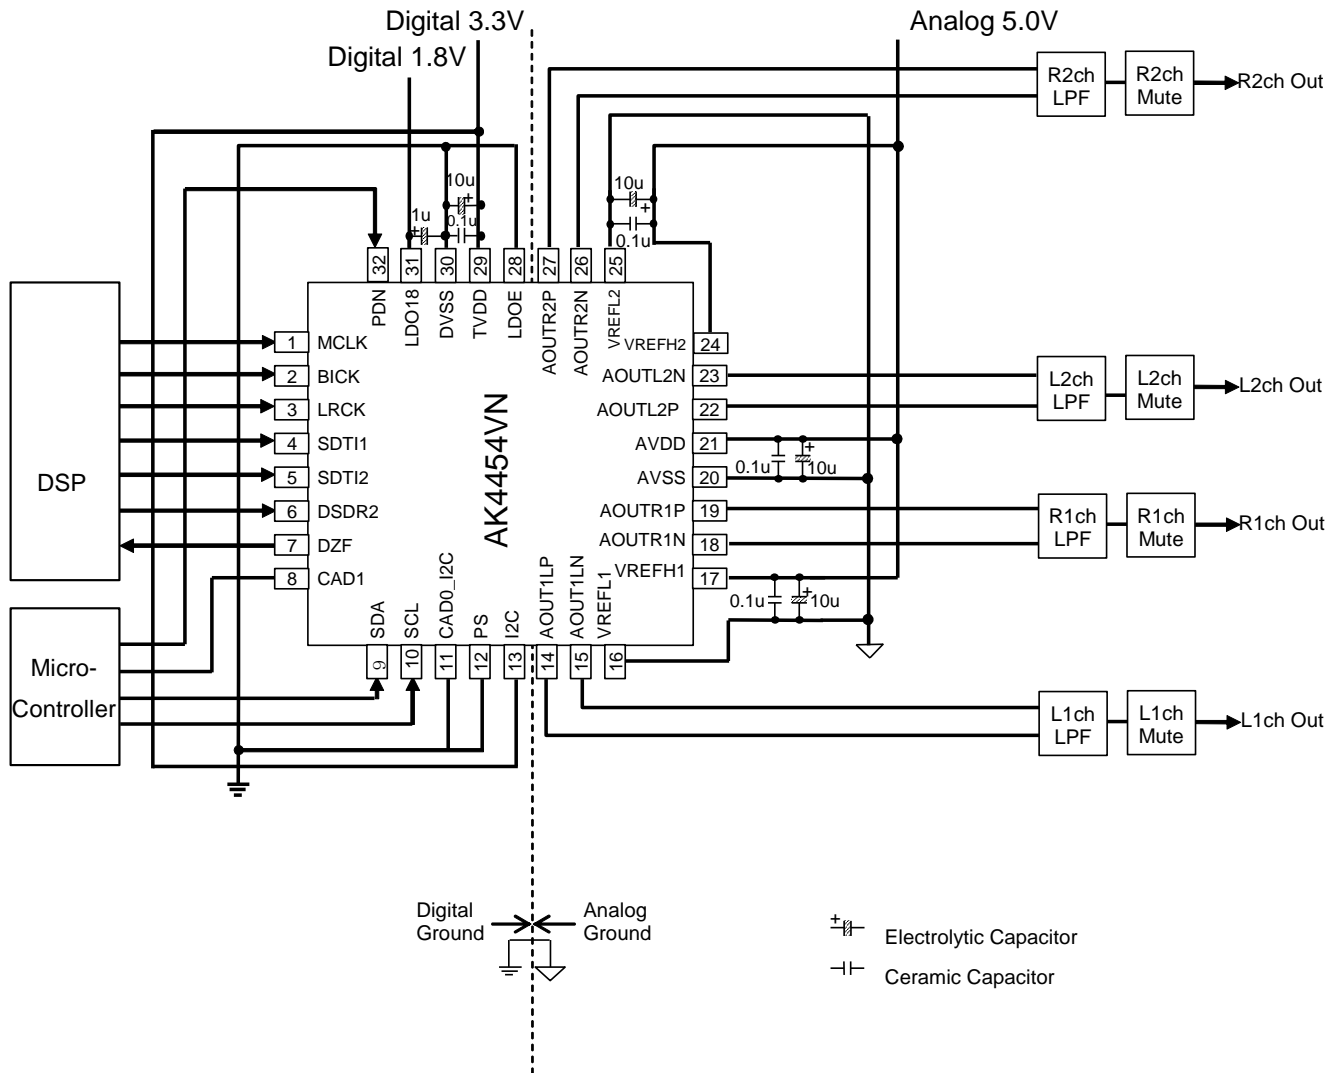 Digital 3.3V
Digital 1.8V
Analog 5.0V
R2ch
LPF
R2ch
Mute
R2ch Out
10u
1u
0.1u
10u
0.1u
32
31
30
29
28
27
26
25
PDN
LDO18
DVSS
TVDD
LDOE
AOUTR2P
AOUTR2N
VREFL2
DSP
1
MCLK
2
BICK
3
LRCK
4
SDTI1
5
SDTI2
6
DSDR2
7
DZF
8
CAD1
AK4454VN
VREFH2
24
AOUTL2N
23
AOUTL2P
22
AVDD
21
AVSS
20
AOUTR1P
19
AOUTR1N
18
VREFH1
17
L2ch
LPF
L2ch
Mute
L2ch Out
0.1u
10u
R1ch
LPF
R1ch
Mute
R1ch Out
0.1u
10u
SDA
SCL
CAD0_I2C
PS
I2C
AOUT1LP
AOUT1LN
VREFL1
9
10
11
12
13
14
15
16
Micro-
Controller
L1ch
LPF
L1ch
Mute
L1ch Out
Digital
Ground
Analog
Ground
Electrolytic Capacitor
Ceramic Capacitor